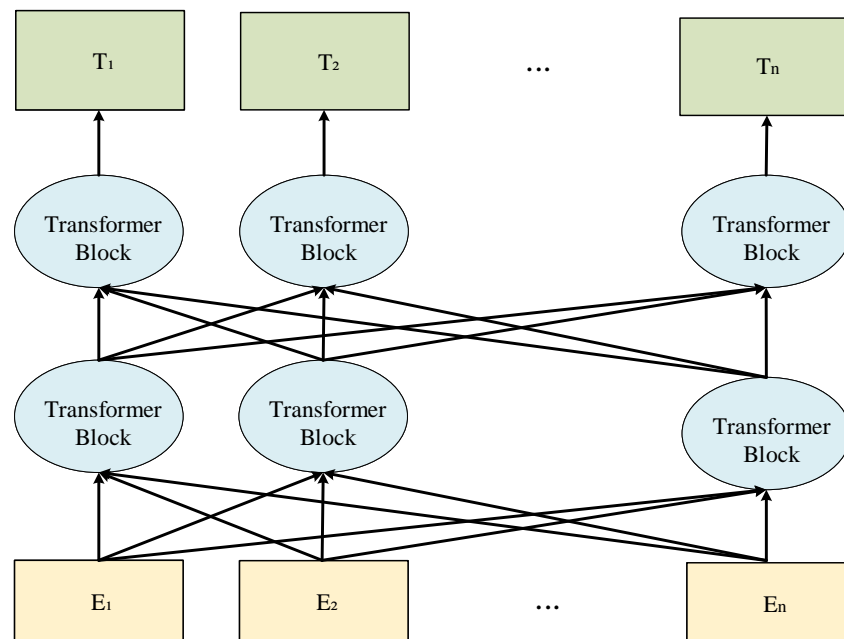 T₁
T₂
...
Tn
Transformer
Block
Transformer
Block
Transformer
Block
Transformer
Block
Transformer
Block
Transformer
Block
E₁
E₂
...
En